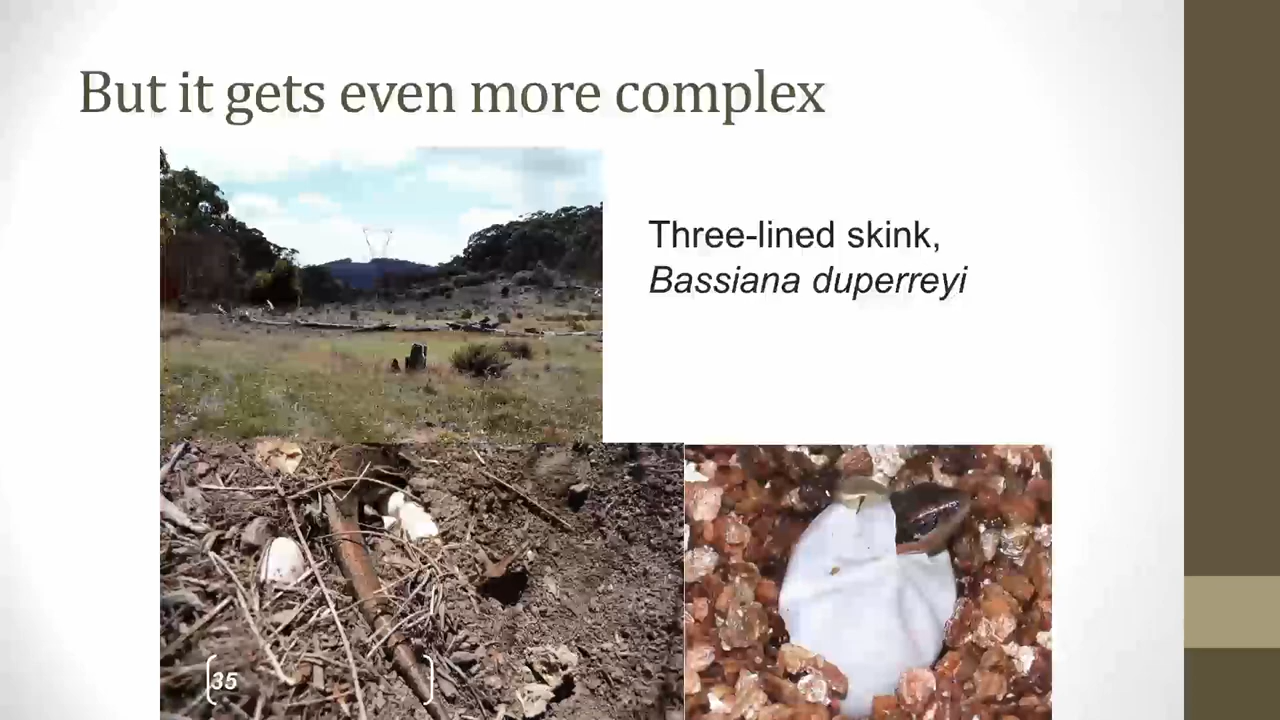 But it gets even more complex
Three-lined skink,
Bassiana duperreyi
35